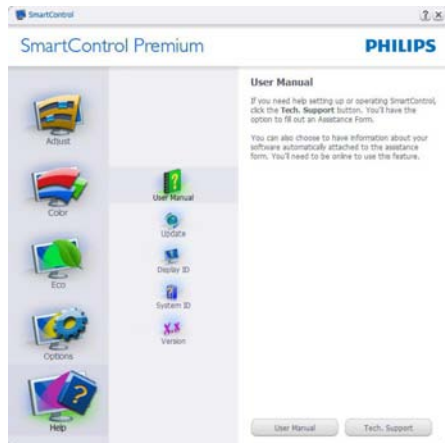 SmartControl
SmartControl Premium
PHILIPS
Adjust
Color
Eco
Options
Help
User Manual
Update
Display ID
System ID
Version
User Manual
If you need help setting up or operating SmartControl,
click the Tech. Support button. You'll have the
option to fill out an Assistance Form.
You can also choose to have information about your
software automatically attached to the assistance
form. You'll need to be online to use the feature.
User Manual
Tech. Support